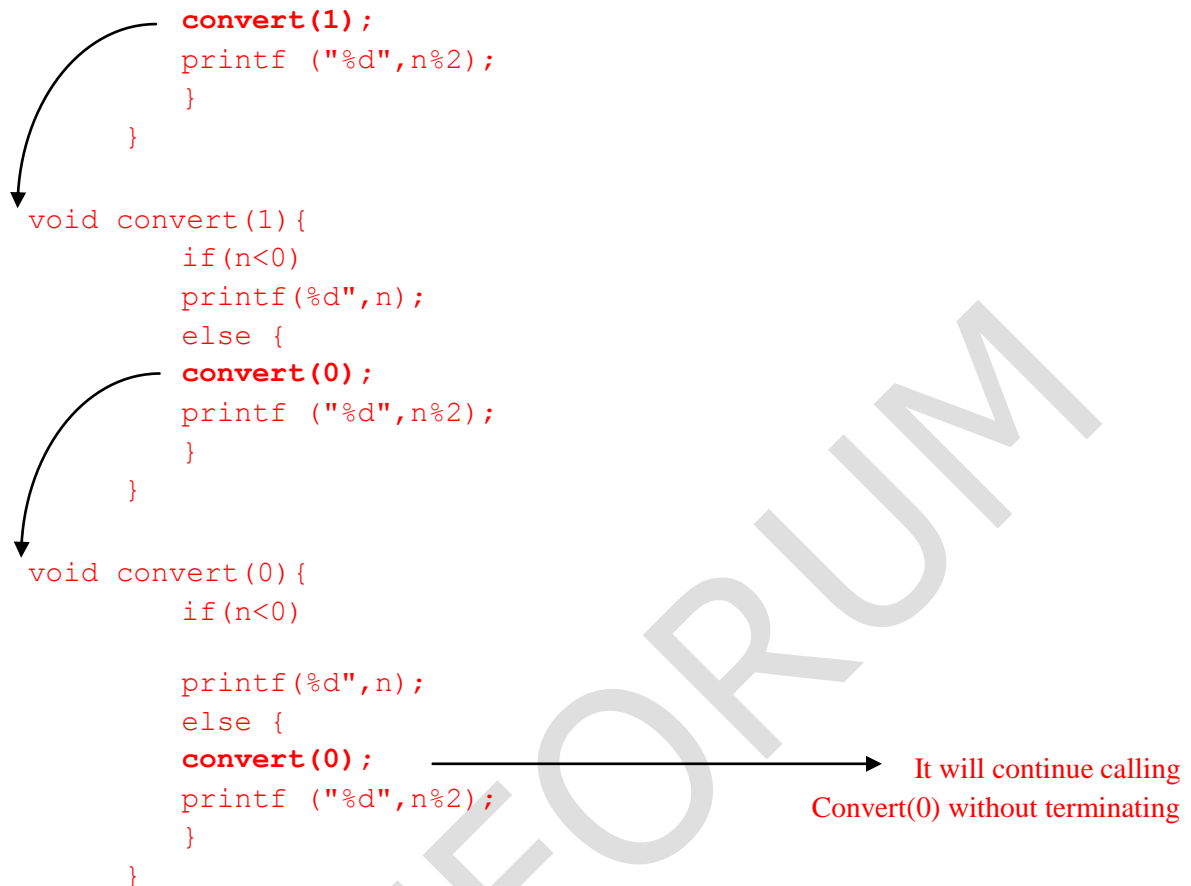 convert(1);
printf ("%d",n%2);
}
}
void convert(1){
if(n<0)
printf(%d",n);
else {
convert(0);
printf ("%d",n%2);
}
}
void convert(0){
if(n<0)
printf(%d",n);
else {
convert(0);
It will continue calling
printf ("%d",n%2);
Convert(0) without terminating
}
}
FORUM